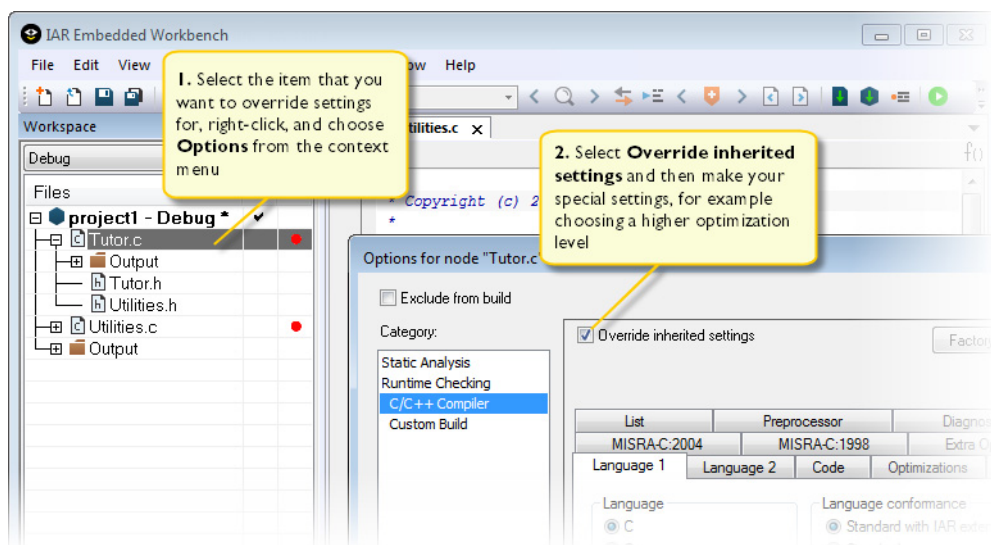 IAR Embedded Workbench
File Edit View
Help
1. Select the item that you
want to override settings
for, right-click, and choose
Options from the context
menu
Workspace
Utilities.c x
Debug
f()
2. Select Override inherited
settings and then make your
special settings, for example
choosing a higher optimization
level
Files
* Copyright (c) 2
*
project1 - Debug *
Tutor.c
Output
Tutor.h
Utilities.h
Utilities.c
Output
Options for node "Tutor.c"
Exclude from build
Category:
Override inherited settings
Static Analysis
Runtime Checking
C/C++ Compiler
Custom Build
List Preprocessor
MISRA-C:2004 MISRA-C:1998 Extra
Language 1 Language 2 Code Optimizations
Language Language conformance
C Standard with IAR